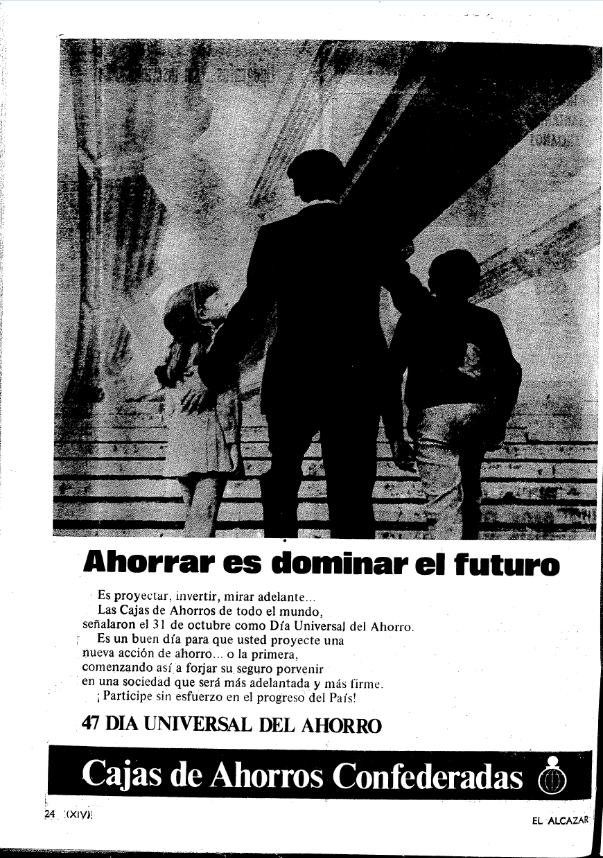 Ahorrar es dominar el futuro
Es proyectar, invertir, mirar adelante...
Las Cajas de Ahorros de todo el mundo,
señalaron el 31 de octubre como Día Universal del Ahorro.
Es un buen día para que usted proyecte una
nueva acción de ahorro... o la primera,
comenzando así a forjar su seguro porvenir
en una sociedad que será más adelantada y más firme.
¡Participe sin esfuerzo en el progreso del País!
47 DIA UNIVERSAL DEL AHORRO
Cajas de Ahorros Confederadas
24 (XIV)
EL ALCAZAR